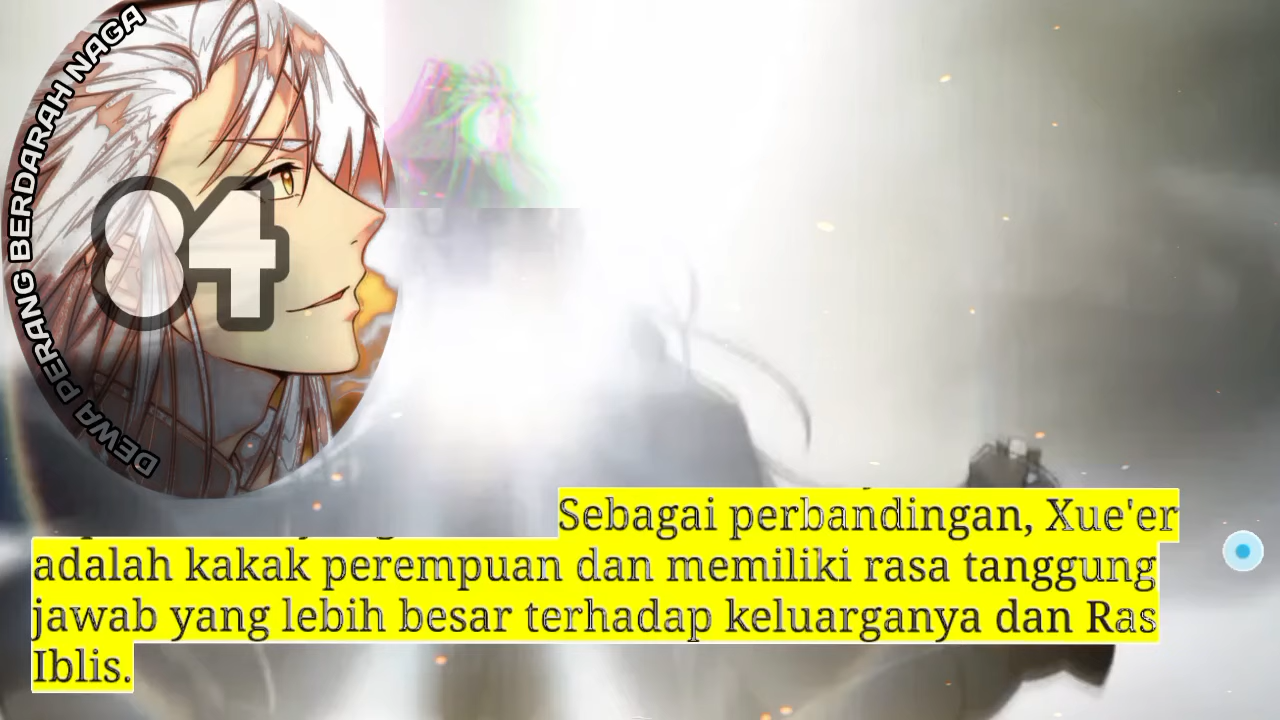 DEWA PERANG BERDARAH NAGA
84
Sebagai perbandingan, Xue'er
adalah kakak perempuan dan memiliki rasa tanggung
jawab yang lebih besar terhadap keluarganya dan Ras
Iblis.